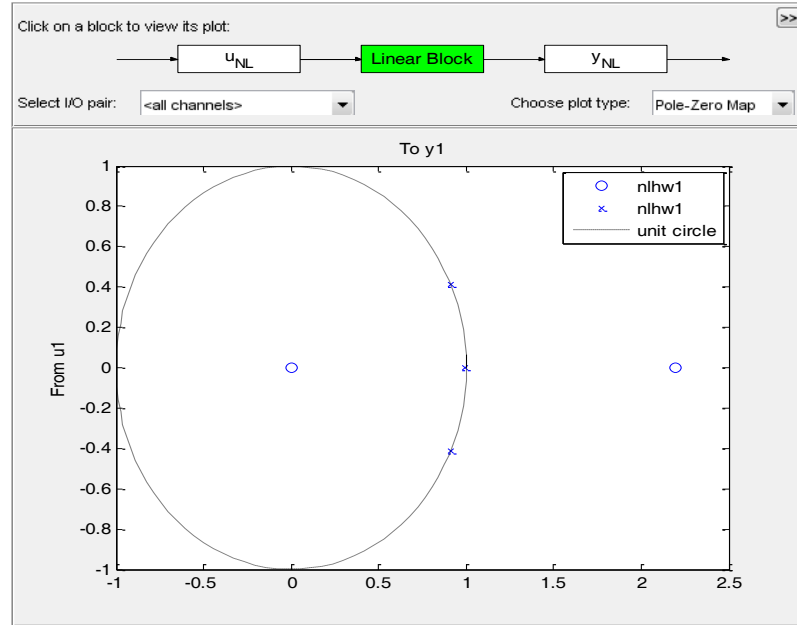 Click on a block to view its plot:
>>
uNL
Linear Block
yNL
Select I/O pair:
<all channels>
Choose plot type:
Pole-Zero Map
To y1
nlhw1
nlhw1
unit circle
From u1
1
0.8
0.6
0.4
0.2
0
-0.2
-0.4
-0.6
-0.8
-1
-1 -0.5 0 0.5 1 1.5 2 2.5